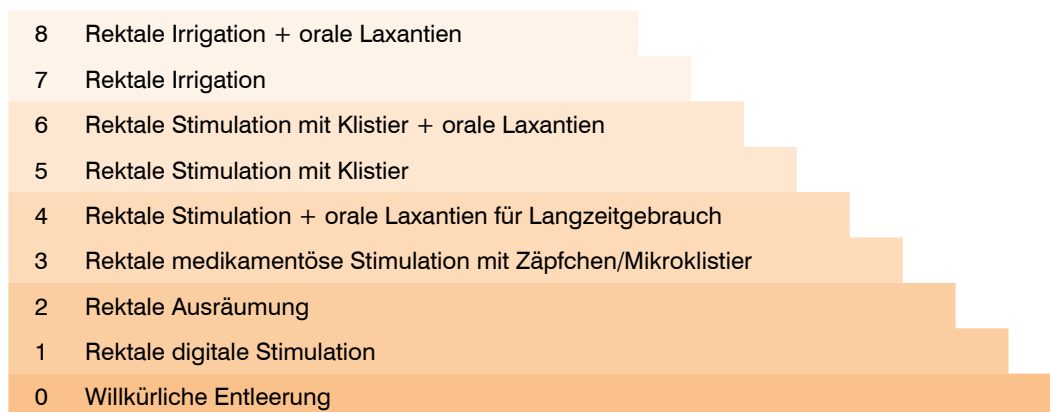 8 Rektale Irrigation + orale Laxantien
7 Rektale Irrigation
6 Rektale Stimulation mit Klistier + orale Laxantien
5 Rektale Stimulation mit Klistier
4 Rektale Stimulation + orale Laxantien für Langzeitgebrauch
3 Rektale medikamentöse Stimulation mit Zäpfchen/Mikroklistier
2 Rektale Ausräumung
1 Rektale digitale Stimulation
0 Willkürliche Entleerung